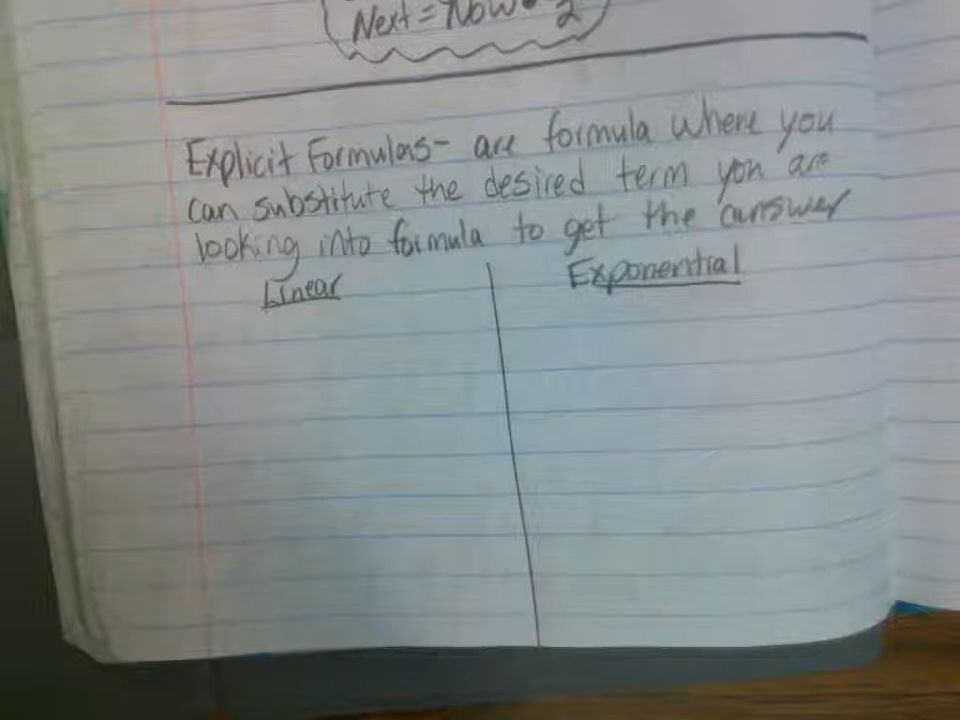 Next = Now • 2
Explicit Formulas- are formula where you
can substitute the desired term you are
looking into formula to get the answer
Linear
Exponential